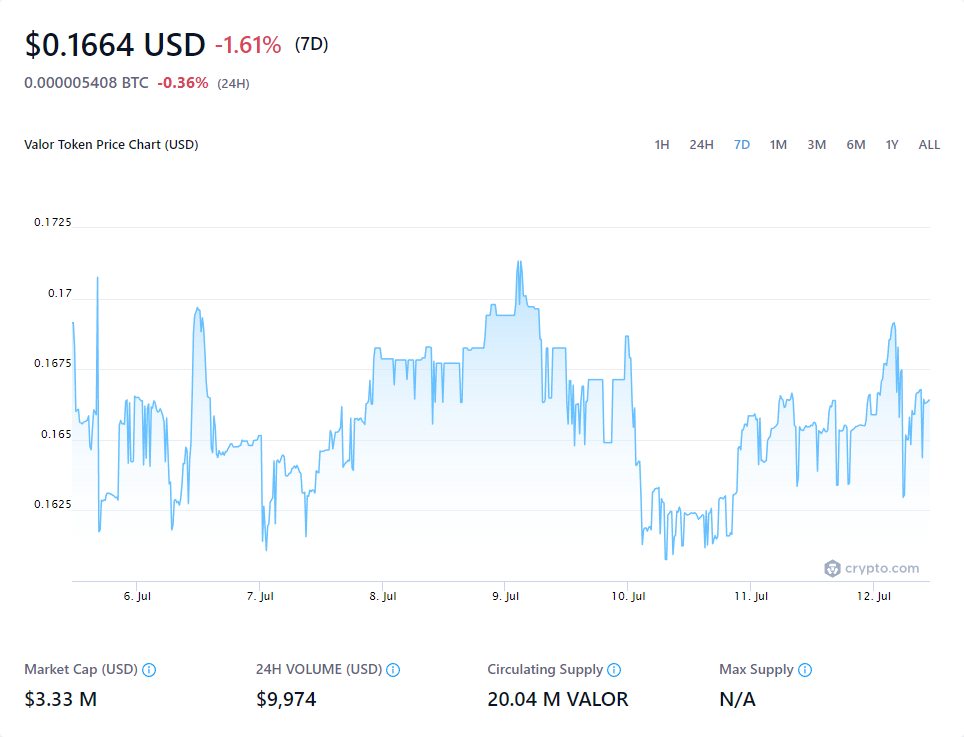 $0.1664 USD -1.61% (7D)
0.000005408 BTC -0.36% (24H)
Valor Token Price Chart (USD) 1H 24H 7D 1M 3M 6M 1Y ALL
0.1725
0.17
0.1675
0.165
0.1625
crypto.com
6. Jul 7. Jul 8. Jul 9. Jul 10. Jul 11. Jul 12. Jul
Market Cap (USD) 24H VOLUME (USD) Circulating Supply Max Supply
$3.33 M $9,974 20.04 M VALOR N/A